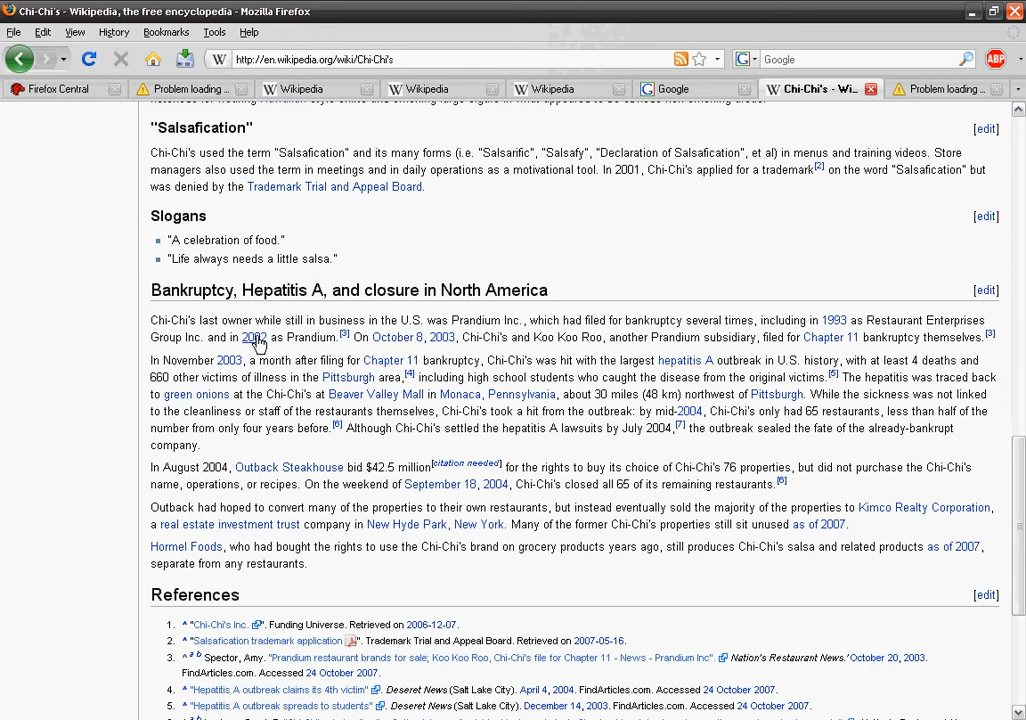 Chi-Chi's - Wikipedia, the free encyclopedia - Mozilla Firefox
File Edit View History Bookmarks Tools Help
W http://en.wikipedia.org/wiki/Chi-Chi's G Google ABP
Firefox Central Problem loading ... Wikipedia Wikipedia Wikipedia Google Chi-Chi's - Wi... Problem loading ...
"Salsafication" [edit]
Chi-Chi's used the term "Salsafication" and its many forms (i.e. "Salsarific", "Salsafy", "Declaration of Salsafication", et al) in menus and training videos. Store
managers also used the term in meetings and in daily operations as a motivational tool. In 2001, Chi-Chi's applied for a trademark[2] on the word "Salsafication" but
was denied by the Trademark Trial and Appeal Board.
Slogans [edit]
"A celebration of food."
"Life always needs a little salsa."
Bankruptcy, Hepatitis A, and closure in North America [edit]
Chi-Chi's last owner while still in business in the U.S. was Prandium Inc., which had filed for bankruptcy several times, including in 1993 as Restaurant Enterprises
Group Inc. and in 2002 as Prandium.[3] On October 8, 2003, Chi-Chi's and Koo Koo Roo, another Prandium subsidiary, filed for Chapter 11 bankruptcy themselves.[3]
In November 2003, a month after filing for Chapter 11 bankruptcy, Chi-Chi's was hit with the largest hepatitis A outbreak in U.S. history, with at least 4 deaths and
660 other victims of illness in the Pittsburgh area,[4] including high school students who caught the disease from the original victims.[5] The hepatitis was traced back
to green onions at the Chi-Chi's at Beaver Valley Mall in Monaca, Pennsylvania, about 30 miles (48 km) northwest of Pittsburgh. While the sickness was not linked
to the cleanliness or staff of the restaurants themselves, Chi-Chi's took a hit from the outbreak: by mid-2004, Chi-Chi's only had 65 restaurants, less than half of the
number from only four years before.[6] Although Chi-Chi's settled the hepatitis A lawsuits by July 2004,[7] the outbreak sealed the fate of the already-bankrupt
company.
In August 2004, Outback Steakhouse bid $42.5 million[citation needed] for the rights to buy its choice of Chi-Chi's 76 properties, but did not purchase the Chi-Chi's
name, operations, or recipes. On the weekend of September 18, 2004, Chi-Chi's closed all 65 of its remaining restaurants.[6]
Outback had hoped to convert many of the properties to their own restaurants, but instead eventually sold the majority of the properties to Kimco Realty Corporation,
a real estate investment trust company in New Hyde Park, New York. Many of the former Chi-Chi's properties still sit unused as of 2007.
Hormel Foods, who had bought the rights to use the Chi-Chi's brand on grocery products years ago, still produces Chi-Chi's salsa and related products as of 2007,
separate from any restaurants.
References [edit]
1. ^ "Chi-Chi's Inc. ". Funding Universe. Retrieved on 2006-12-07.
2. ^ "Salsafication trademark application ". Trademark Trial and Appeal Board. Retrieved on 2007-05-16.
3. ^ a b Spector, Amy. "Prandium restaurant brands for sale; Koo Koo Roo, Chi-Chi's file for Chapter 11 - News - Prandium Inc". Nation's Restaurant News.'October 20, 2003.
FindArticles.com. Accessed 24 October 2007.
4. ^ "Hepatitis A outbreak claims its 4th victim" . Deseret News (Salt Lake City). April 4, 2004. FindArticles.com. Accessed 24 October 2007.
5. ^ "Hepatitis A outbreak spreads to students" . Deseret News (Salt Lake City). December 14, 2003. FindArticles.com. Accessed 24 October 2007.